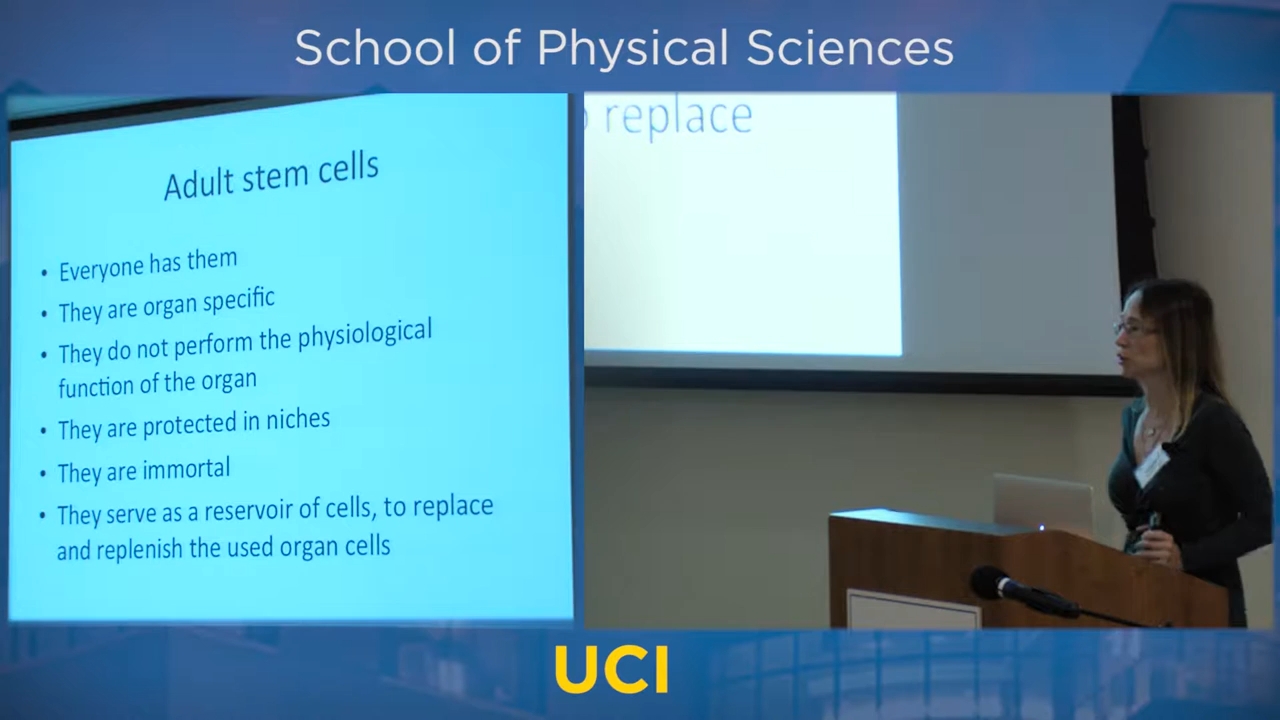 School of Physical Sciences
Adult stem cells
• Everyone has them
• They are organ specific
• They do not perform the physiological
function of the organ
• They are protected in niches
• They are immortal
• They serve as a reservoir of cells, to replace
and replenish the used organ cells
replace
UCI